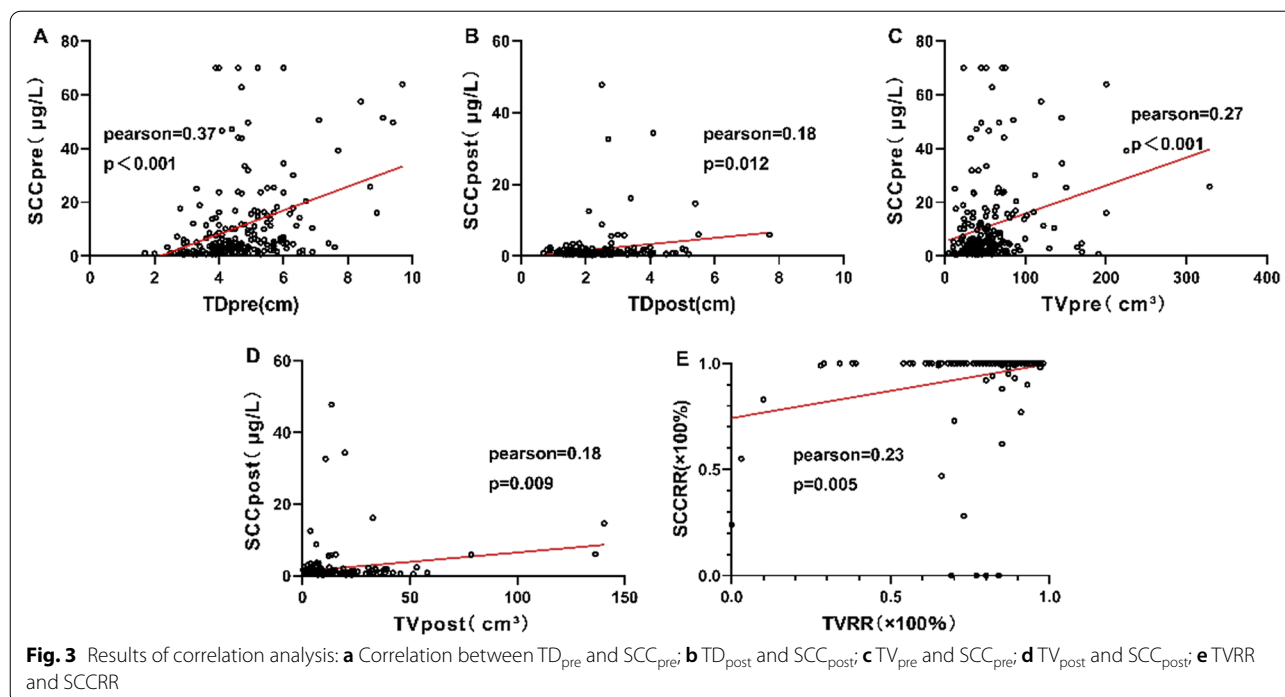 A
80
60
40
20
0
SCCpre ( μg/L)
pearson=0.37
p<0.001
0 2 4 6 8 10
TDpre(cm)
B
60
40
20
0
SCCpost( μg/L)
pearson=0.18
p=0.012
0 2 4 6 8 10
TDpost(cm)
C
80
60
40
20
0
SCCpre ( μg/L)
pearson=0.27
p<0.001
0 100 200 300 400
TVpre( cm³)
D
60
40
20
0
SCCpost( μg/L)
pearson=0.18
p=0.009
0 50 100 150
TVpost( cm³)
E
1.0
0.5
0.0
SCCRR(×100%)
pearson=0.23
p=0.005
0.0 0.5 1.0
TVRR(×100%)
Fig. 3 Results of correlation analysis: a Correlation between TDpre and SCCpre; b TDpost and SCCpost; c TVpre and SCCpre; d TVpost and SCCpost; e TVRR
and SCCRR